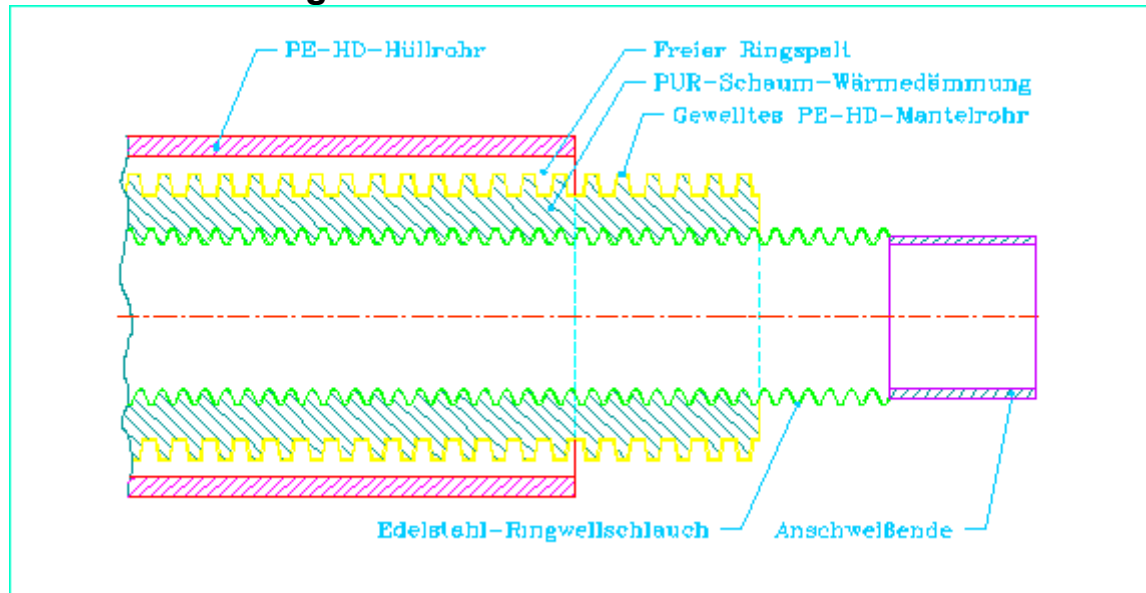 PE-HD-Hüllrohr
Freier Ringspalt
PUR-Schaum-Wärmedämmung
Gewelltes PE-HD-Mantelrohr
Edelstahl-Ringwellschlauch
Anschweißende